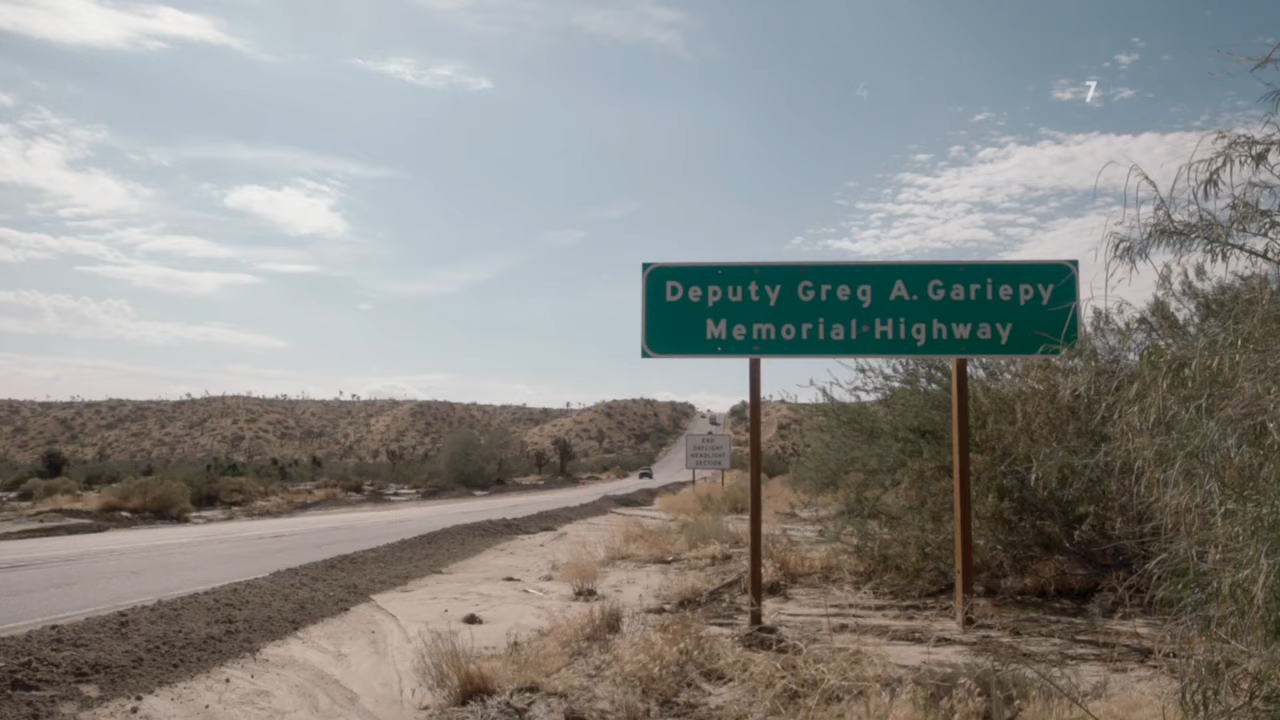 7
Deputy Greg A. Gariepy
Memorial Highway
END
DAYLIGHT
HEADLIGHT
SECTION